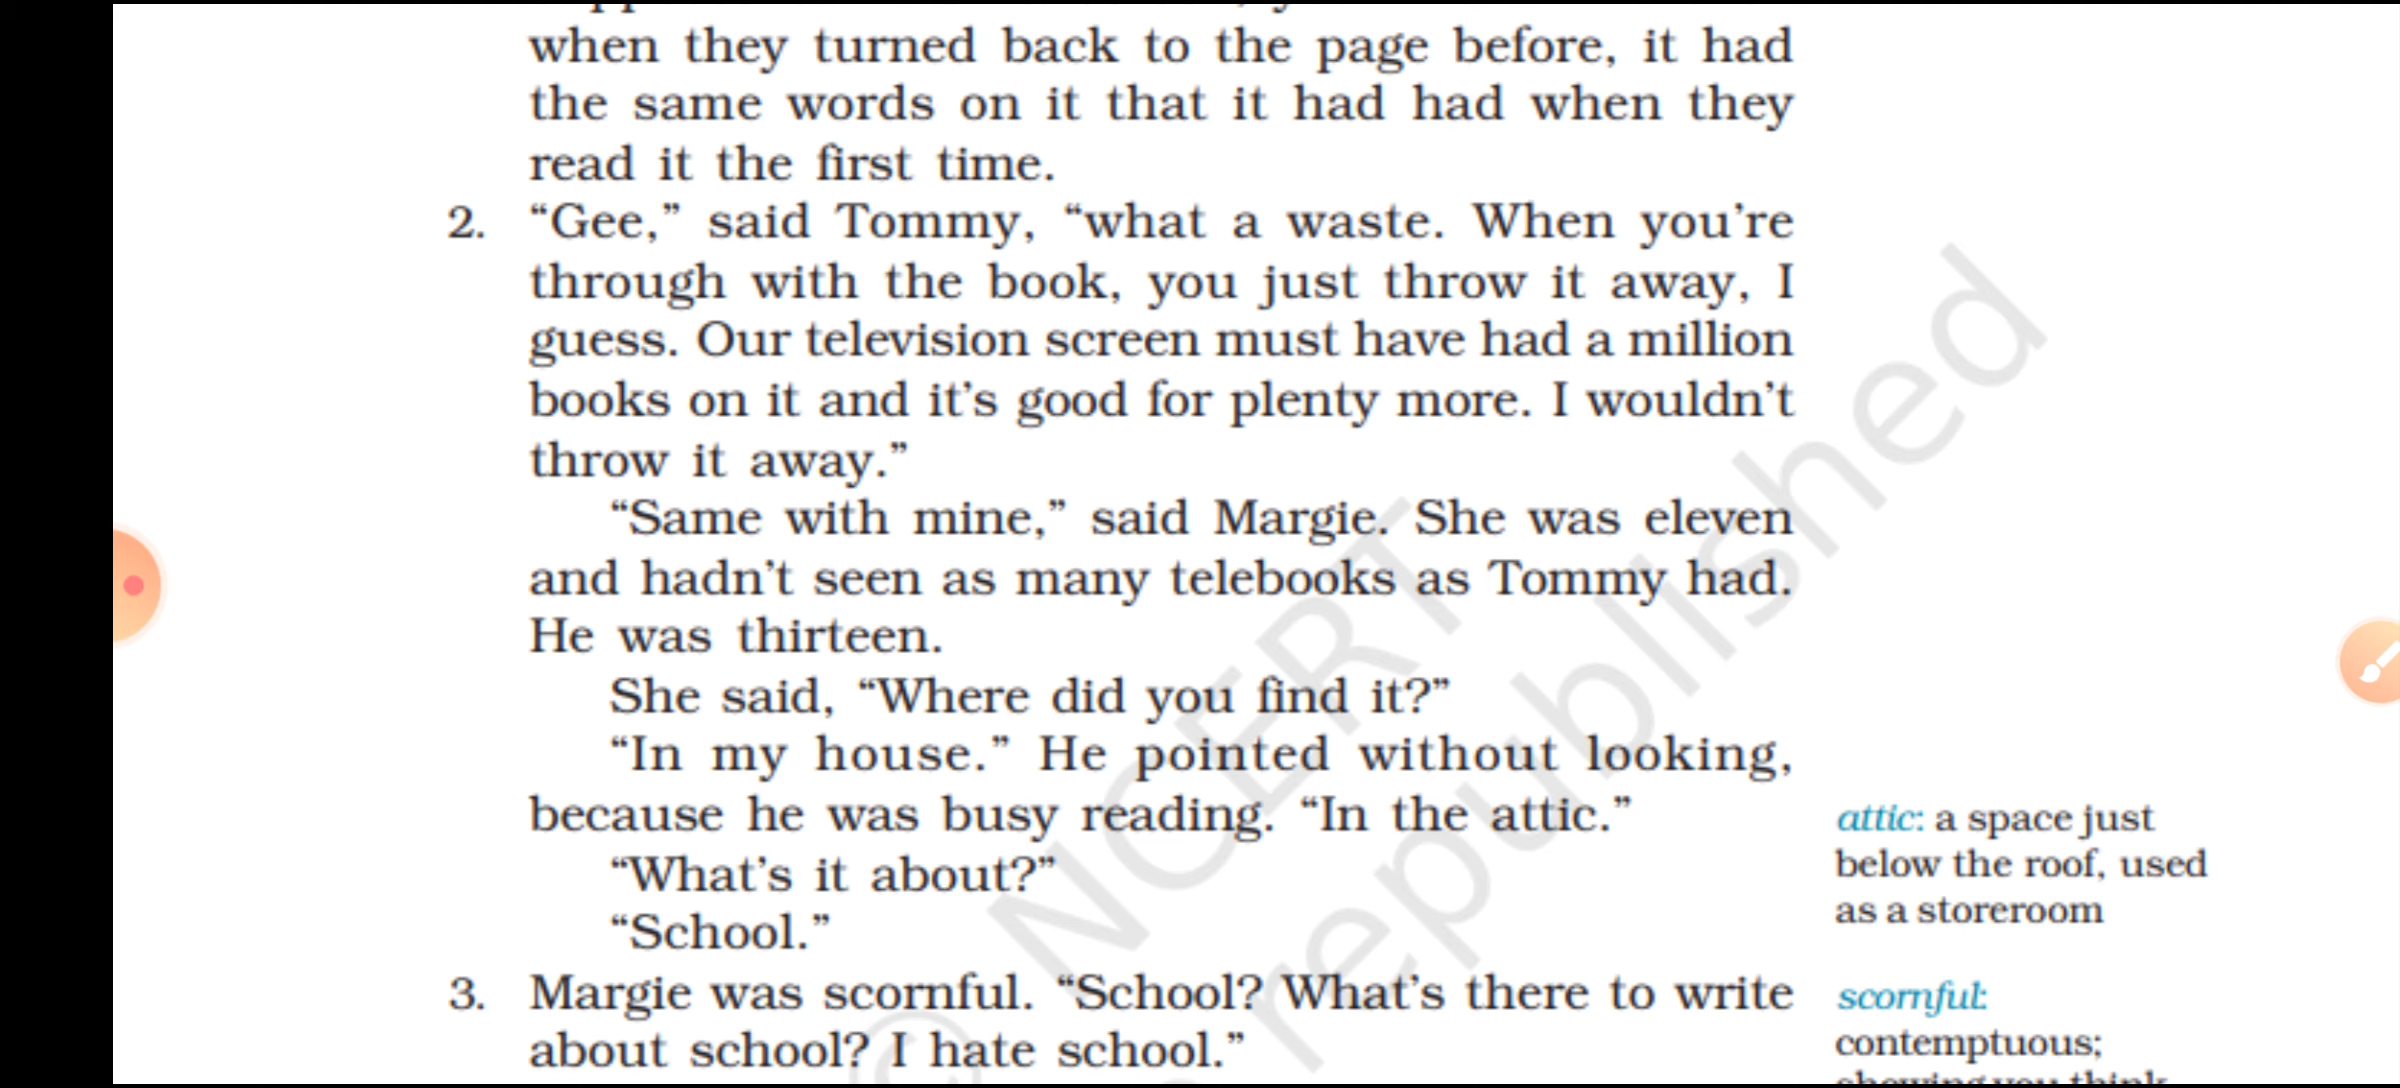 when they turned back to the page before, it had
the same words on it that it had had when they
read it the first time.
2. “Gee,” said Tommy, “what a waste. When you’re
through with the book, you just throw it away, I
guess. Our television screen must have had a million
books on it and it’s good for plenty more. I wouldn’t
throw it away.”
“Same with mine,” said Margie. She was eleven
and hadn’t seen as many telebooks as Tommy had.
He was thirteen.
She said, “Where did you find it?”
“In my house.” He pointed without looking,
because he was busy reading. “In the attic.”
“What’s it about?”
“School.”
3. Margie was scornful. “School? What’s there to write
about school? I hate school.”
attic: a space just
below the roof, used
as a storeroom
scornful:
contemptuous;
showing you think
© NCERT
republished